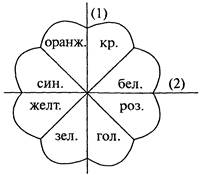 (1)
оранж. кр.
син. бел. (2)
желт. роз.
зел. гол.